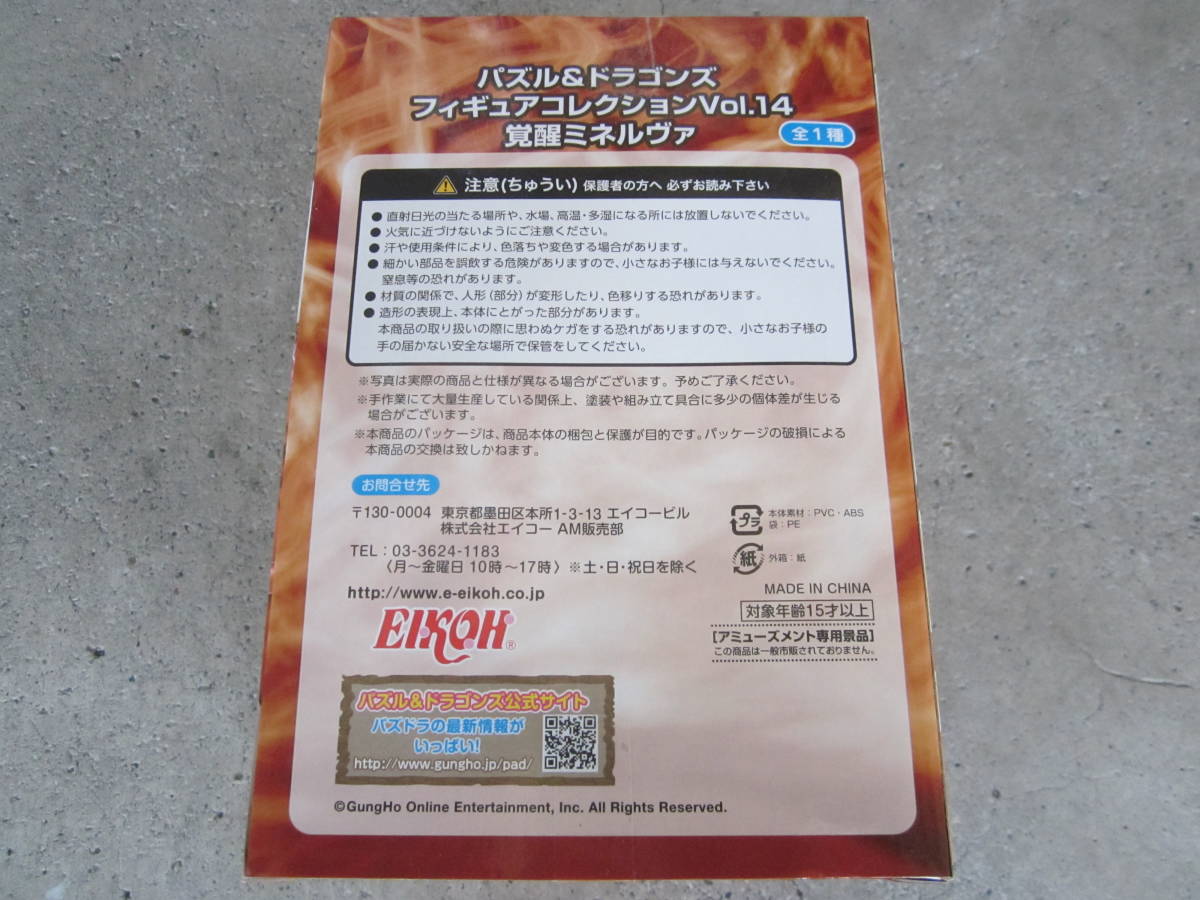 パズル&ドラゴンズ
フィギュアコレクションVol.14
覚醒ミネルヴァ
全1種
注意(ちゅうい) 保護者の方へ 必ずお読み下さい
● 直射日光の当たる場所や、水場、高温・多湿になる所には放置しないでください。
● 火気に近づけないようにご注意ください。
● 汗や使用条件により、色落ちや変色する場合があります。
● 細かい部品を誤飲する危険がありますので、小さなお子様には与えないでください。
窒息等の恐れがあります。
● 材質の関係で、人形(部分)が変形したり、色移りする恐れがあります。
● 造形の表現上、本体にとがった部分があります。
本商品の取り扱いの際に思わぬケガをする恐れがありますので、小さなお子様の
手の届かない安全な場所で保管をしてください。
※写真は実際の商品と仕様が異なる場合がございます。予めご了承ください。
※手作業にて大量生産している関係上、塗装や組み立て具合に多少の個体差が生じる
場合がございます。
※本商品のパッケージは、商品本体の梱包と保護が目的です。パッケージの破損による
本商品の交換は致しかねます。
お問合せ先
〒130-0004 東京都墨田区本所1-3-13 エイコービル
株式会社エイコー AM販売部
TEL:03-3624-1183
〈月~金曜日 10時~17時〉※土・日・祝日を除く
http://www.e-eikoh.co.jp
EIKOH®
プラ
本体素材:PVC・ABS
袋:PE
紙
外箱:紙
MADE IN CHINA
対象年齢15才以上
[アミューズメント専用景品]
この商品は一般市販されておりません。
パズル&ドラゴンズ公式サイト
パズドラの最新情報が
いっぱい!
http://www.gungho.jp/pad/
©GungHo Online Entertainment, Inc. All Rights Reserved.